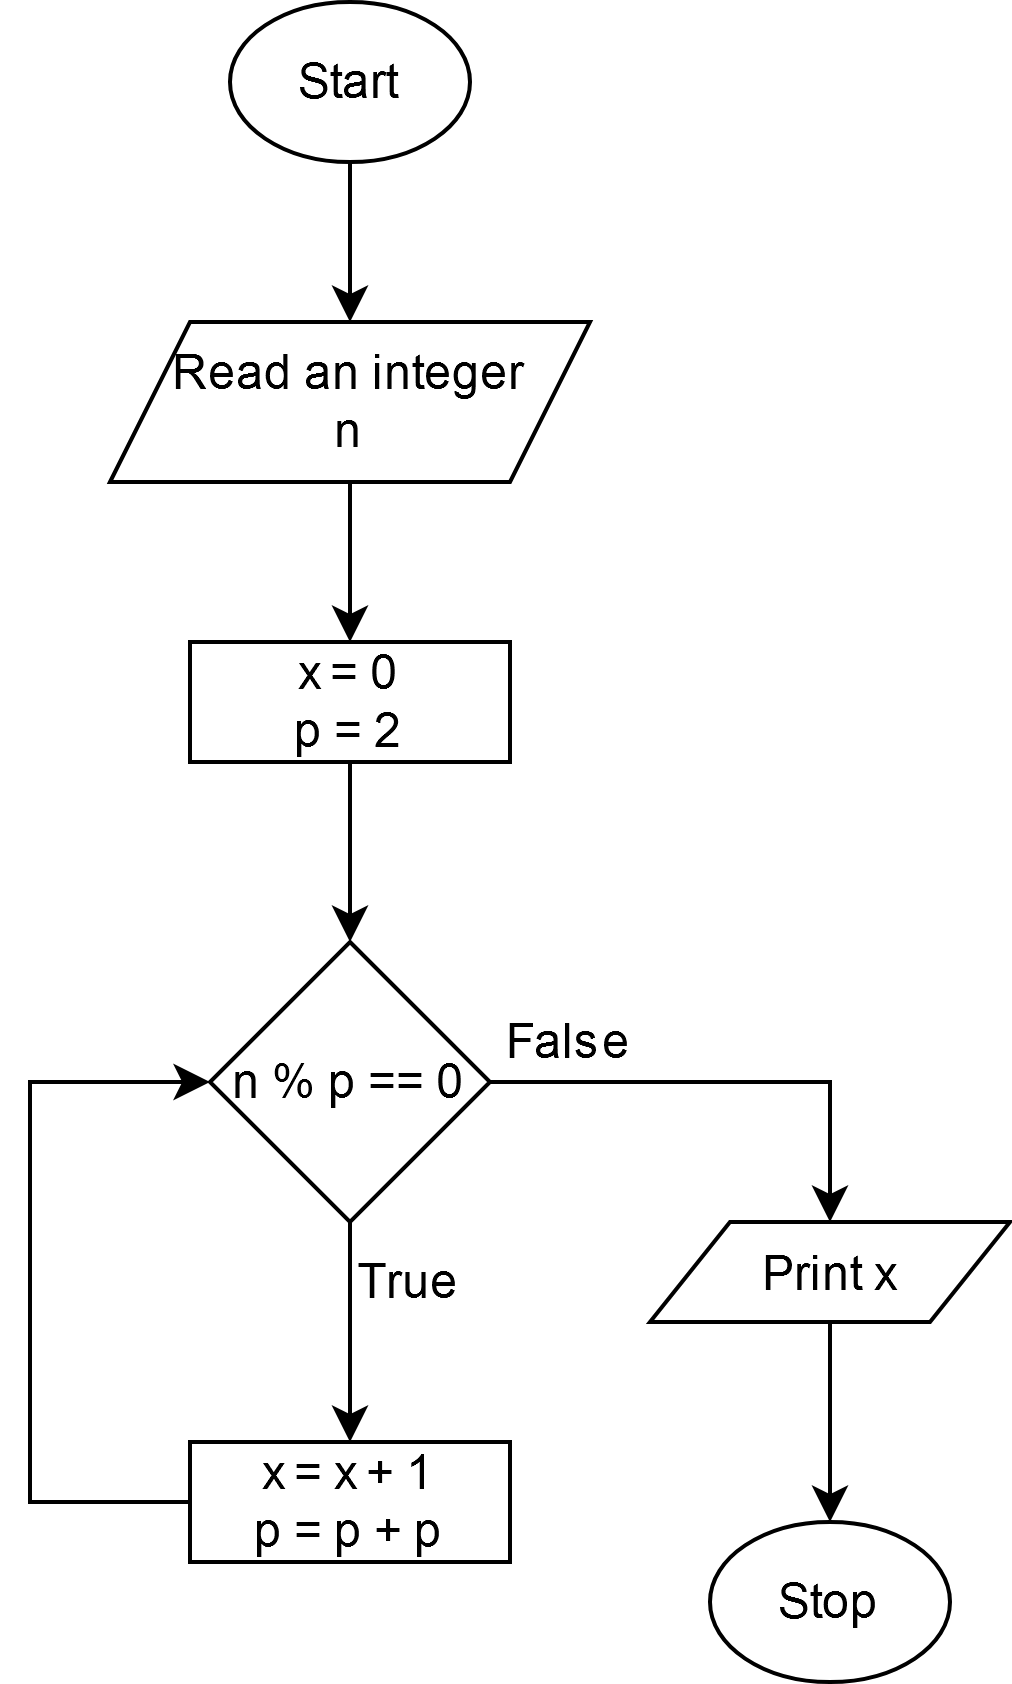 Start
Read an integer
n
x = 0
p = 2
n % p == 0
False
True
Print x
x = x + 1
p = p + p
Stop